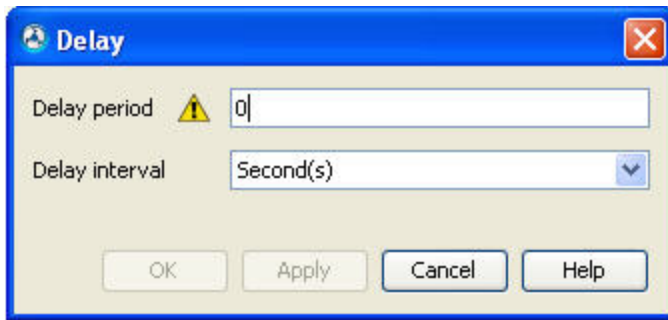 Delay
Delay period 0
Delay interval Second(s)
OK Apply Cancel Help